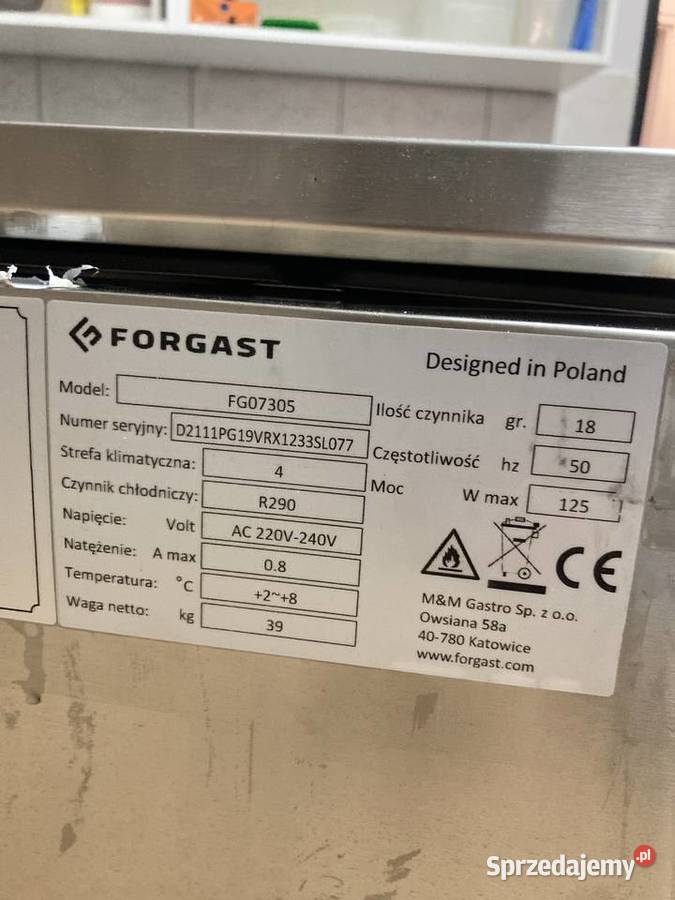 FORGAST
Designed in Poland
Model: FG07305
Numer seryjny: D2111PG19VRX1233SL077
Strefa klimatyczna: 4
Czynnik chłodniczy: R290
Napięcie: Volt AC 220V-240V
Natężenie: A max 0.8
Temperatura: °C +2~+8
Waga netto: kg 39
Ilość czynnika gr. 18
Częstotliwość hz 50
Moc W max 125
CE
M&M Gastro Sp. z o.o.
Owsiana 58a
40-780 Katowice
www.forgast.com
Sprzedajemy.pl